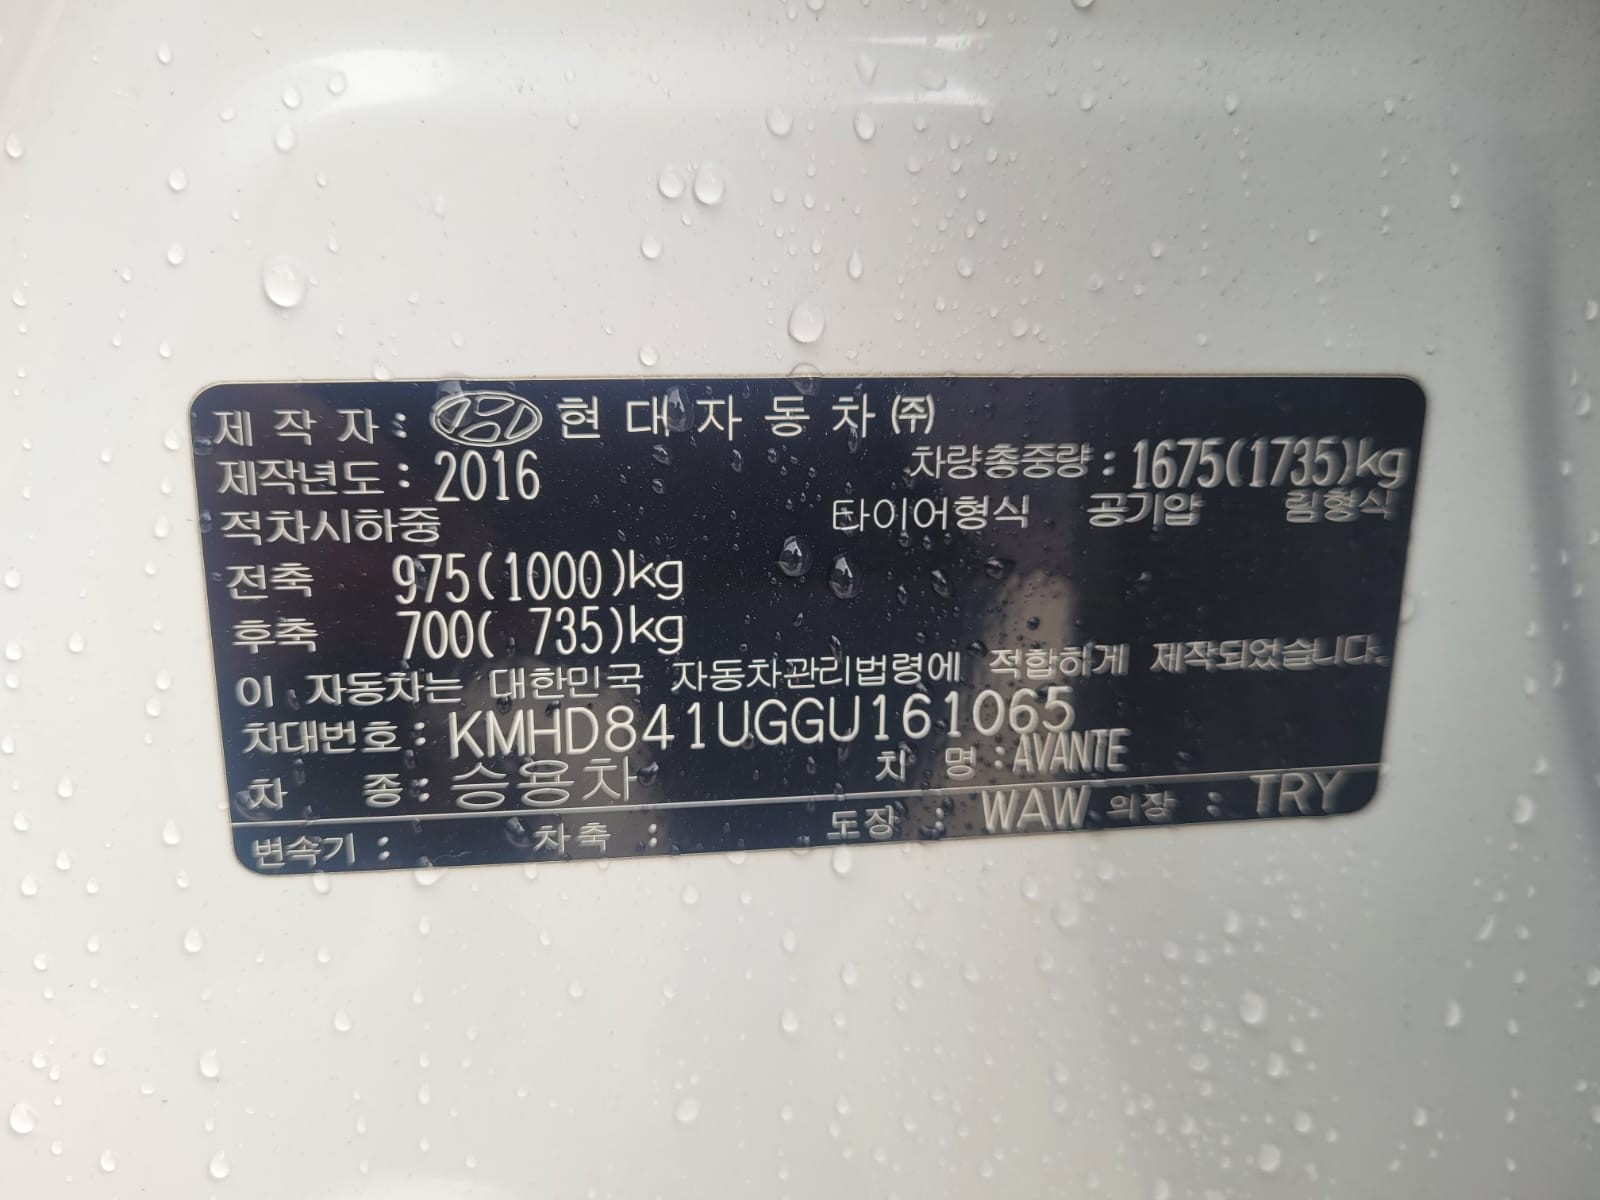 제 작 자 : 현 대 자 동 차 ㈜
제작년도 : 2016 차량총중량 : 1675(1735)kg
적차시하중 타이어형식 공기압 림형식
전축 975(1000)kg
후축 700( 735)kg
이 자동차는 대한민국 자동차관리법령에 적합하게 제작되었습니다.
차대번호 : KMHD841UGGU161065
차 종 : 승용차 차 명 : AVANTE
변속기 : 차축 : 도장 : WAW 의장 : TRY